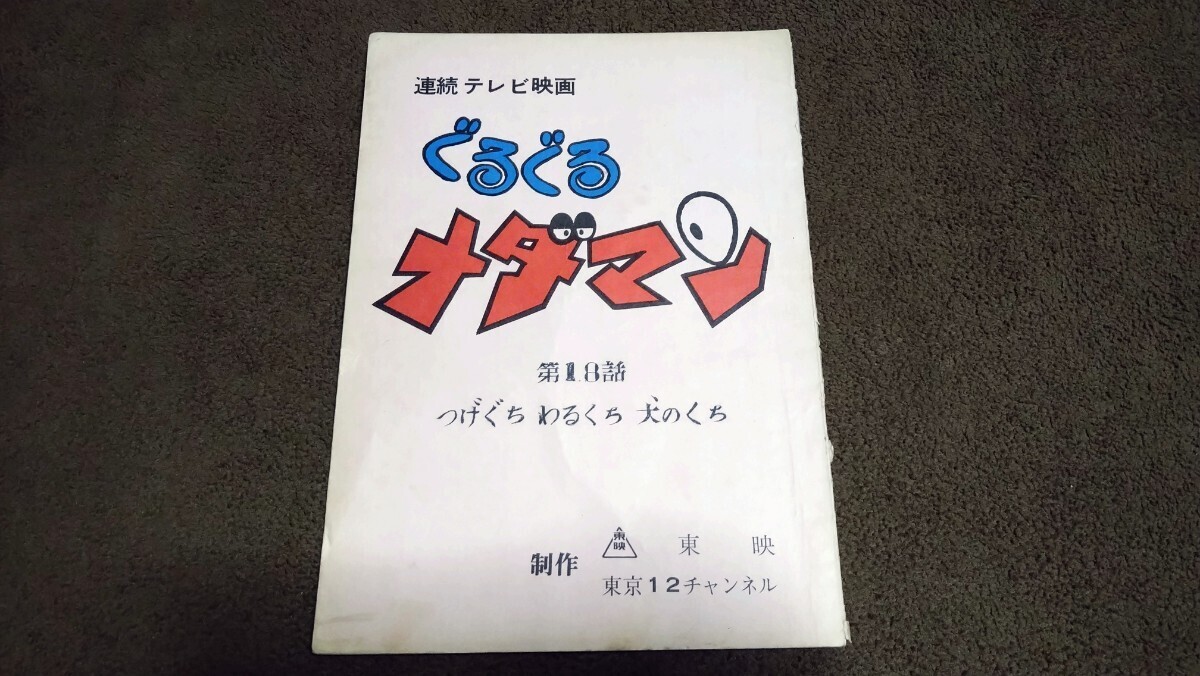 連続テレビ映画
ぐるぐる
メダマン
第18話
つげぐち わるくち 犬のくち
制作 東映 東映
東京12チャンネル